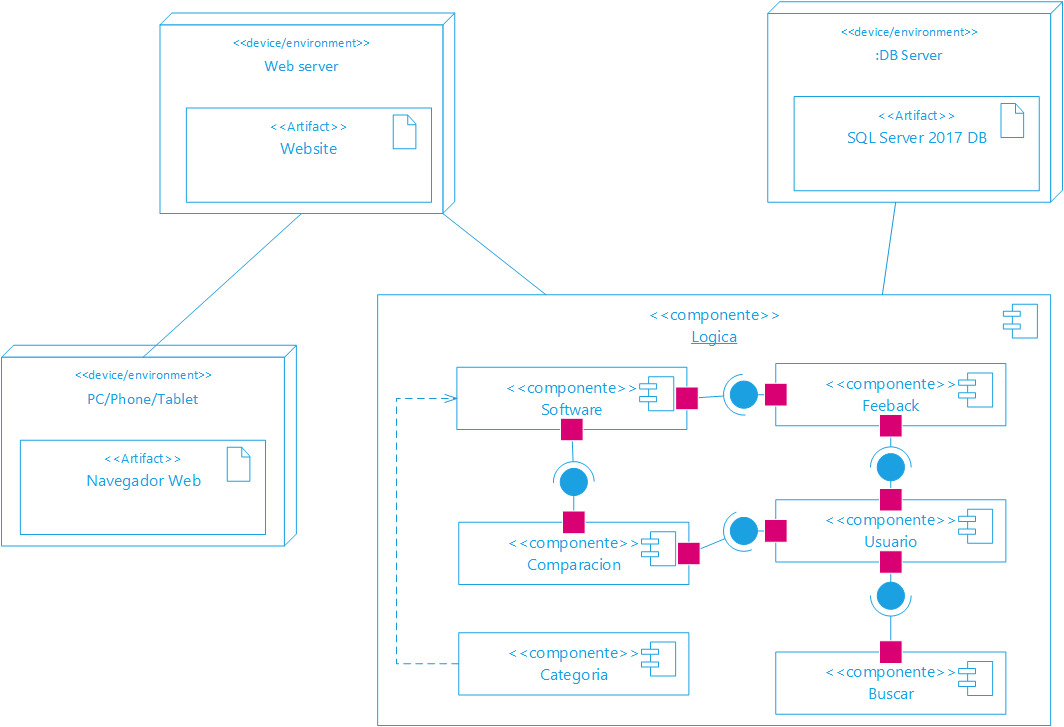 <<device/environment>>
Web server
<<Artifact>>
Website
<<device/environment>>
:DB Server
<<Artifact>>
SQL Server 2017 DB
<<device/environment>>
PC/Phone/Tablet
<<Artifact>>
Navegador Web
<<componente>>
Logica
<<componente>>
Software
<<componente>>
Feeback
<<componente>>
Comparacion
<<componente>>
Usuario
<<componente>>
Categoria
<<componente>>
Buscar